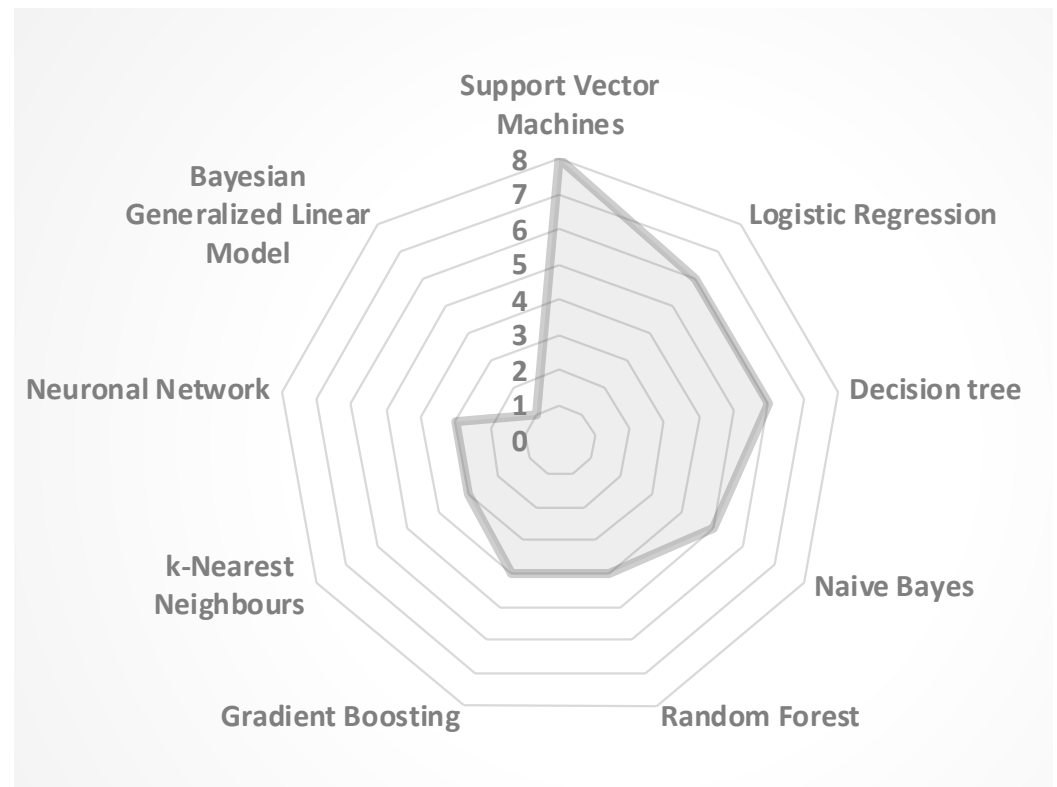 Support Vector
Machines
8
7
6
5
4
3
2
1
0
Logistic Regression
Decision tree
Naive Bayes
Random Forest
Gradient Boosting
k-Nearest
Neighbours
Neuronal Network
Bayesian
Generalized Linear
Model